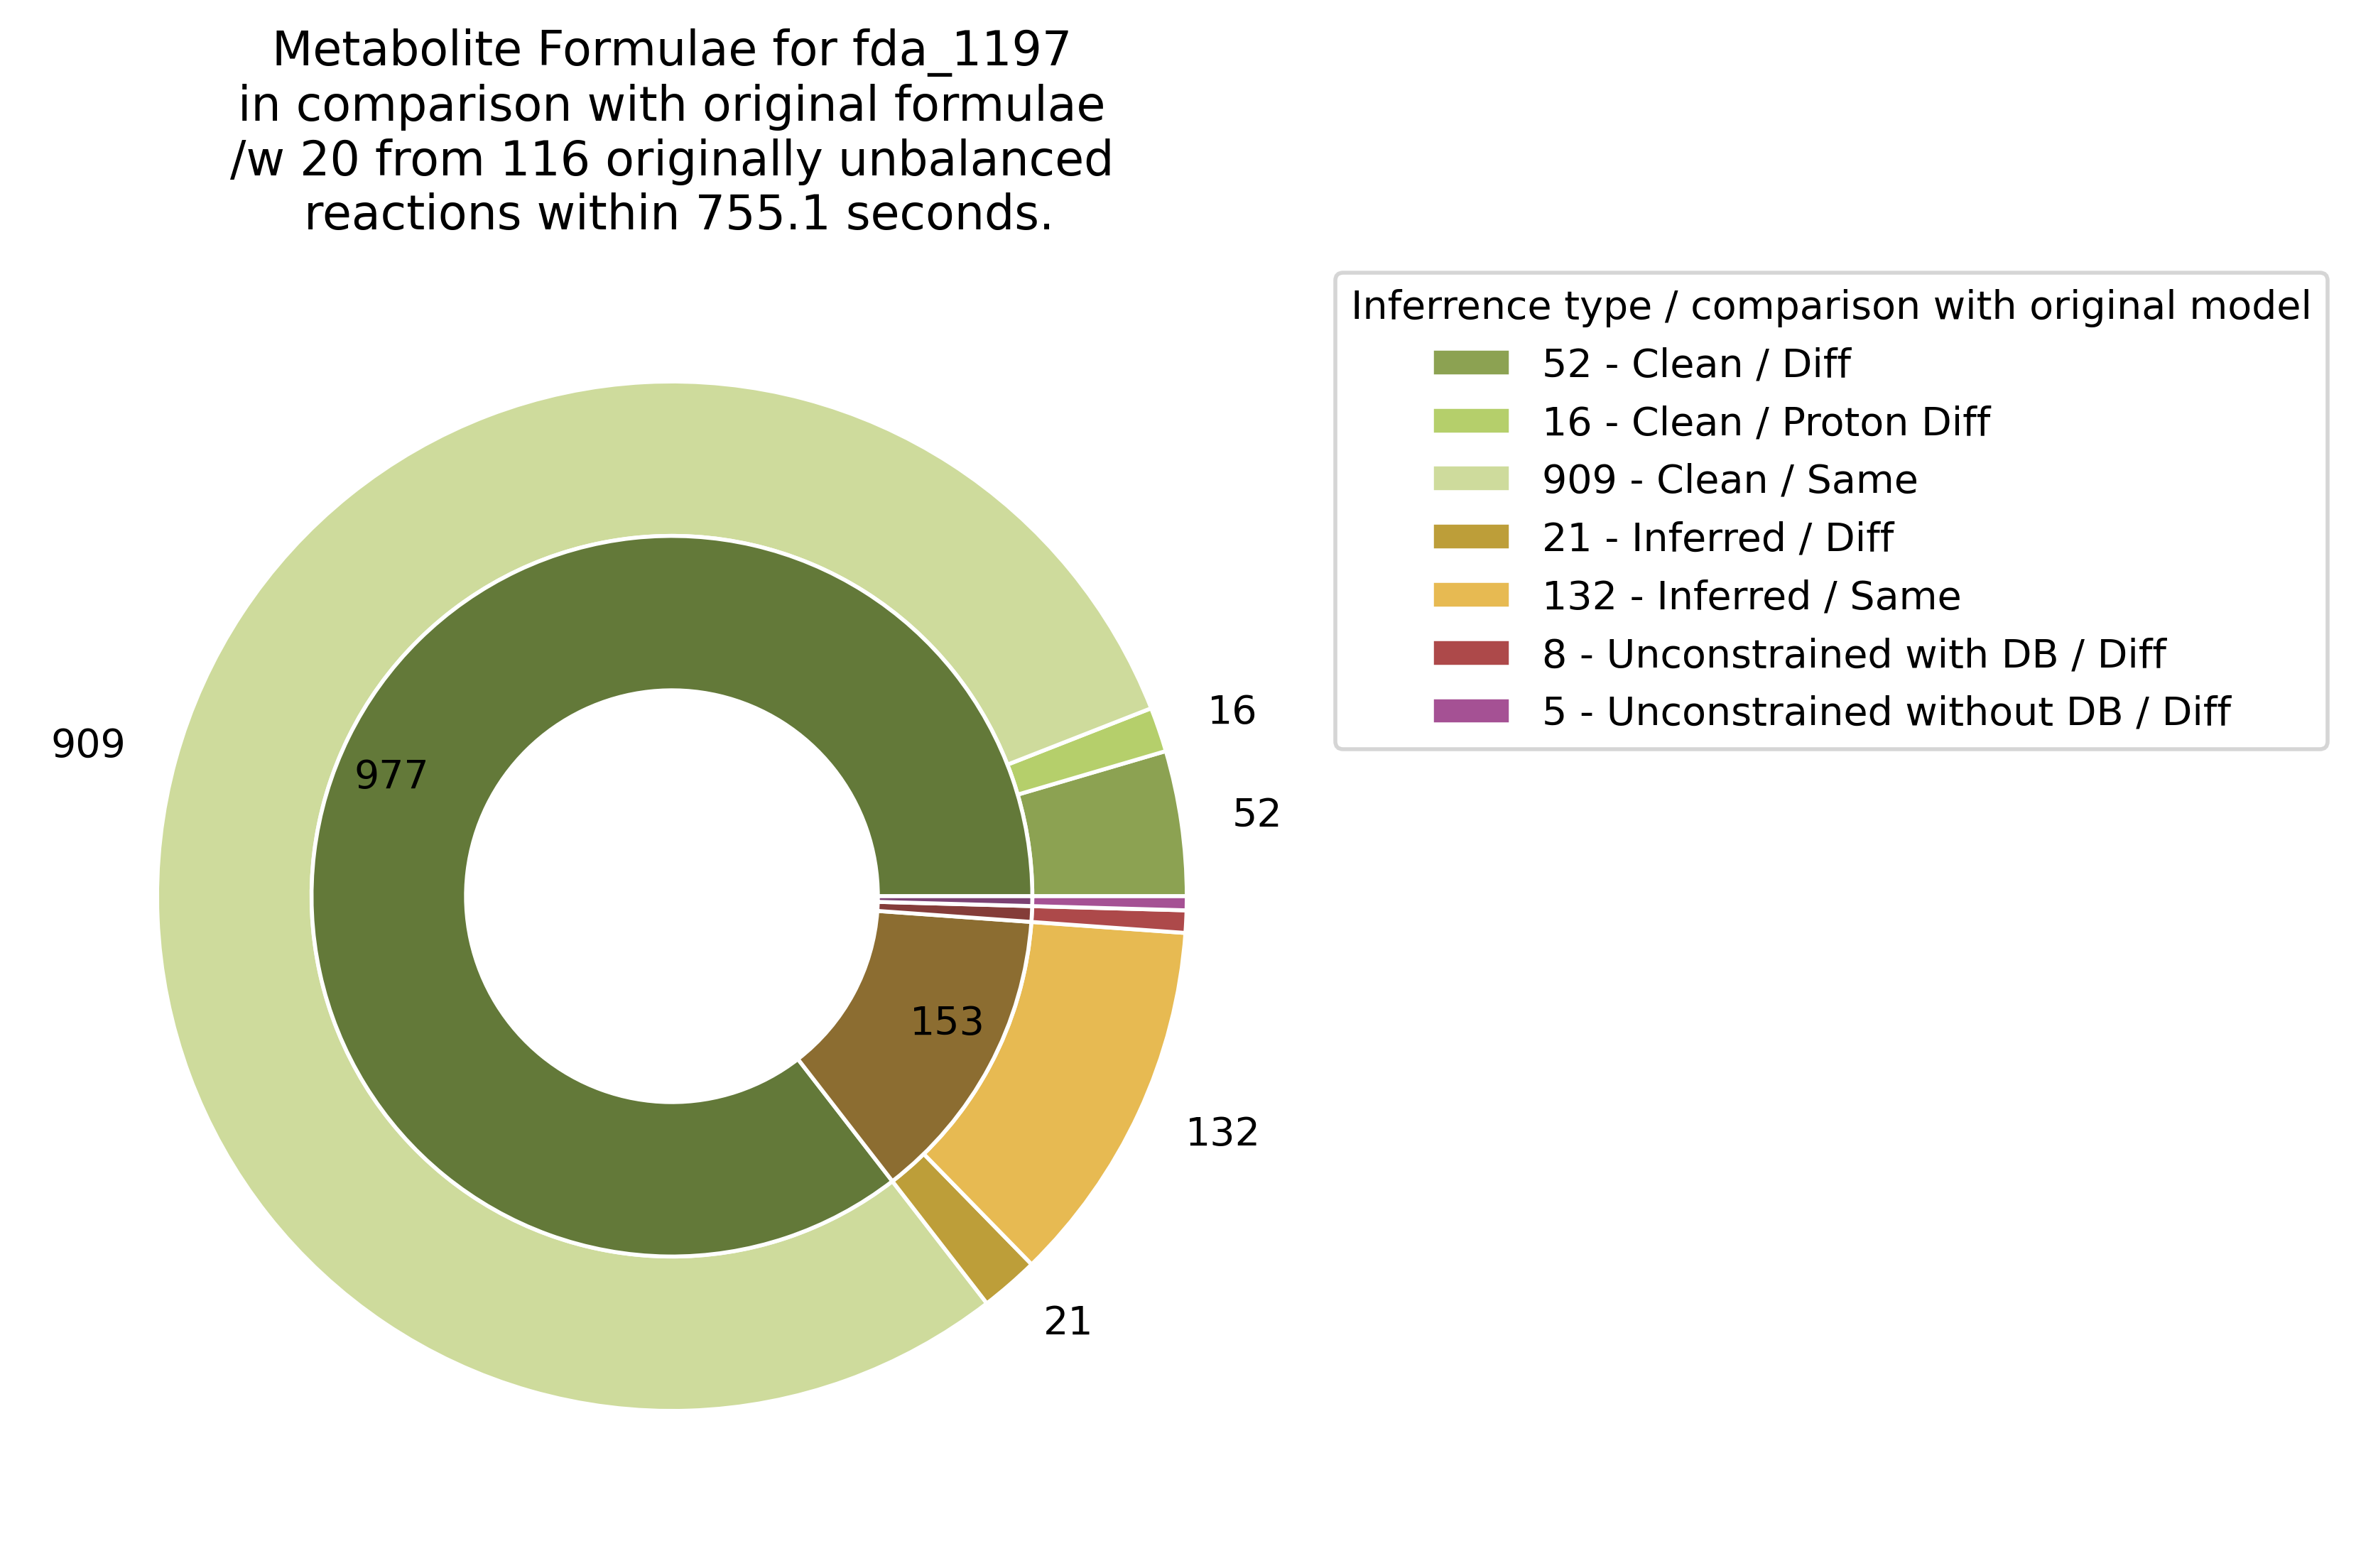 Metabolite Formulae for fda_1197
in comparison with original formulae
/w 20 from 116 originally unbalanced
reactions within 755.1 seconds.
Inferrence type / comparison with original model
52 - Clean / Diff
16 - Clean / Proton Diff
909 - Clean / Same
21 - Inferred / Diff
132 - Inferred / Same
8 - Unconstrained with DB / Diff
5 - Unconstrained without DB / Diff
16
909
977
52
153
132
21